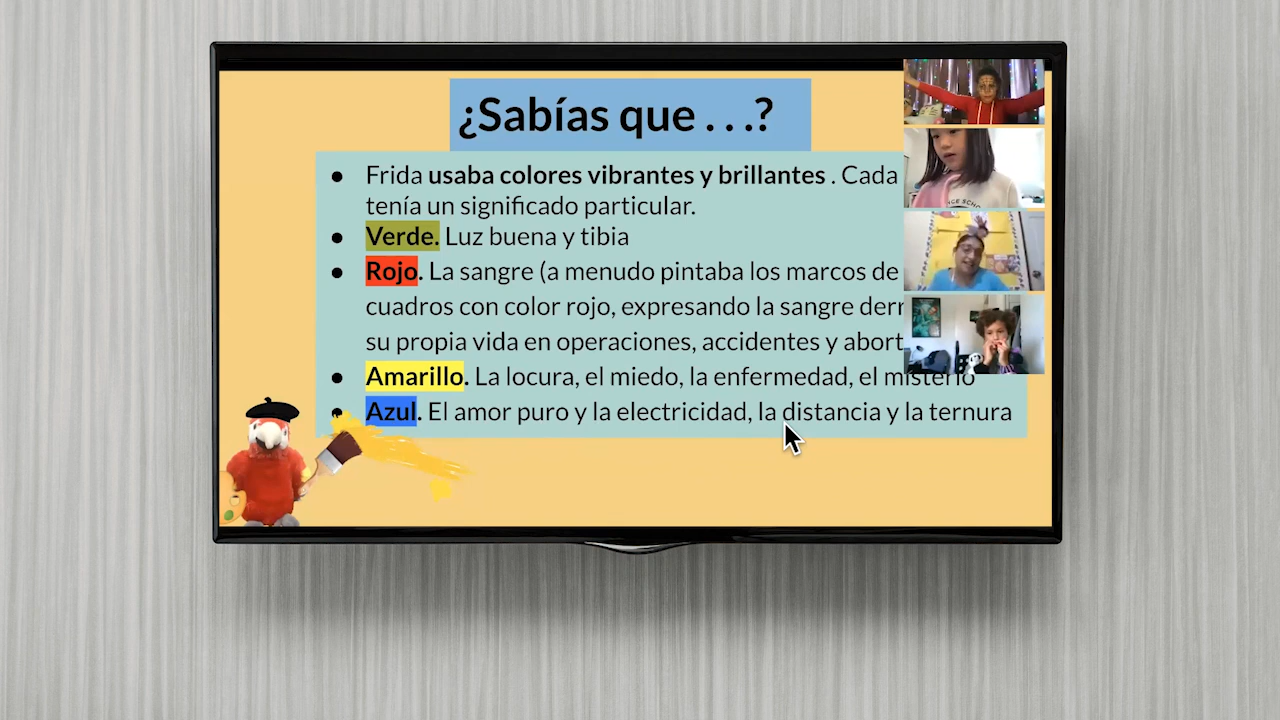 ¿Sabías que . . .?
● Frida usaba colores vibrantes y brillantes . Cada
tenía un significado particular.
● Verde. Luz buena y tibia
● Rojo. La sangre (a menudo pintaba los marcos de
cuadros con color rojo, expresando la sangre
su propia vida en operaciones, accidentes y
● Amarillo. La locura, el miedo, la enfermedad, el misterio
● Azul. El amor puro y la electricidad, la distancia y la ternura